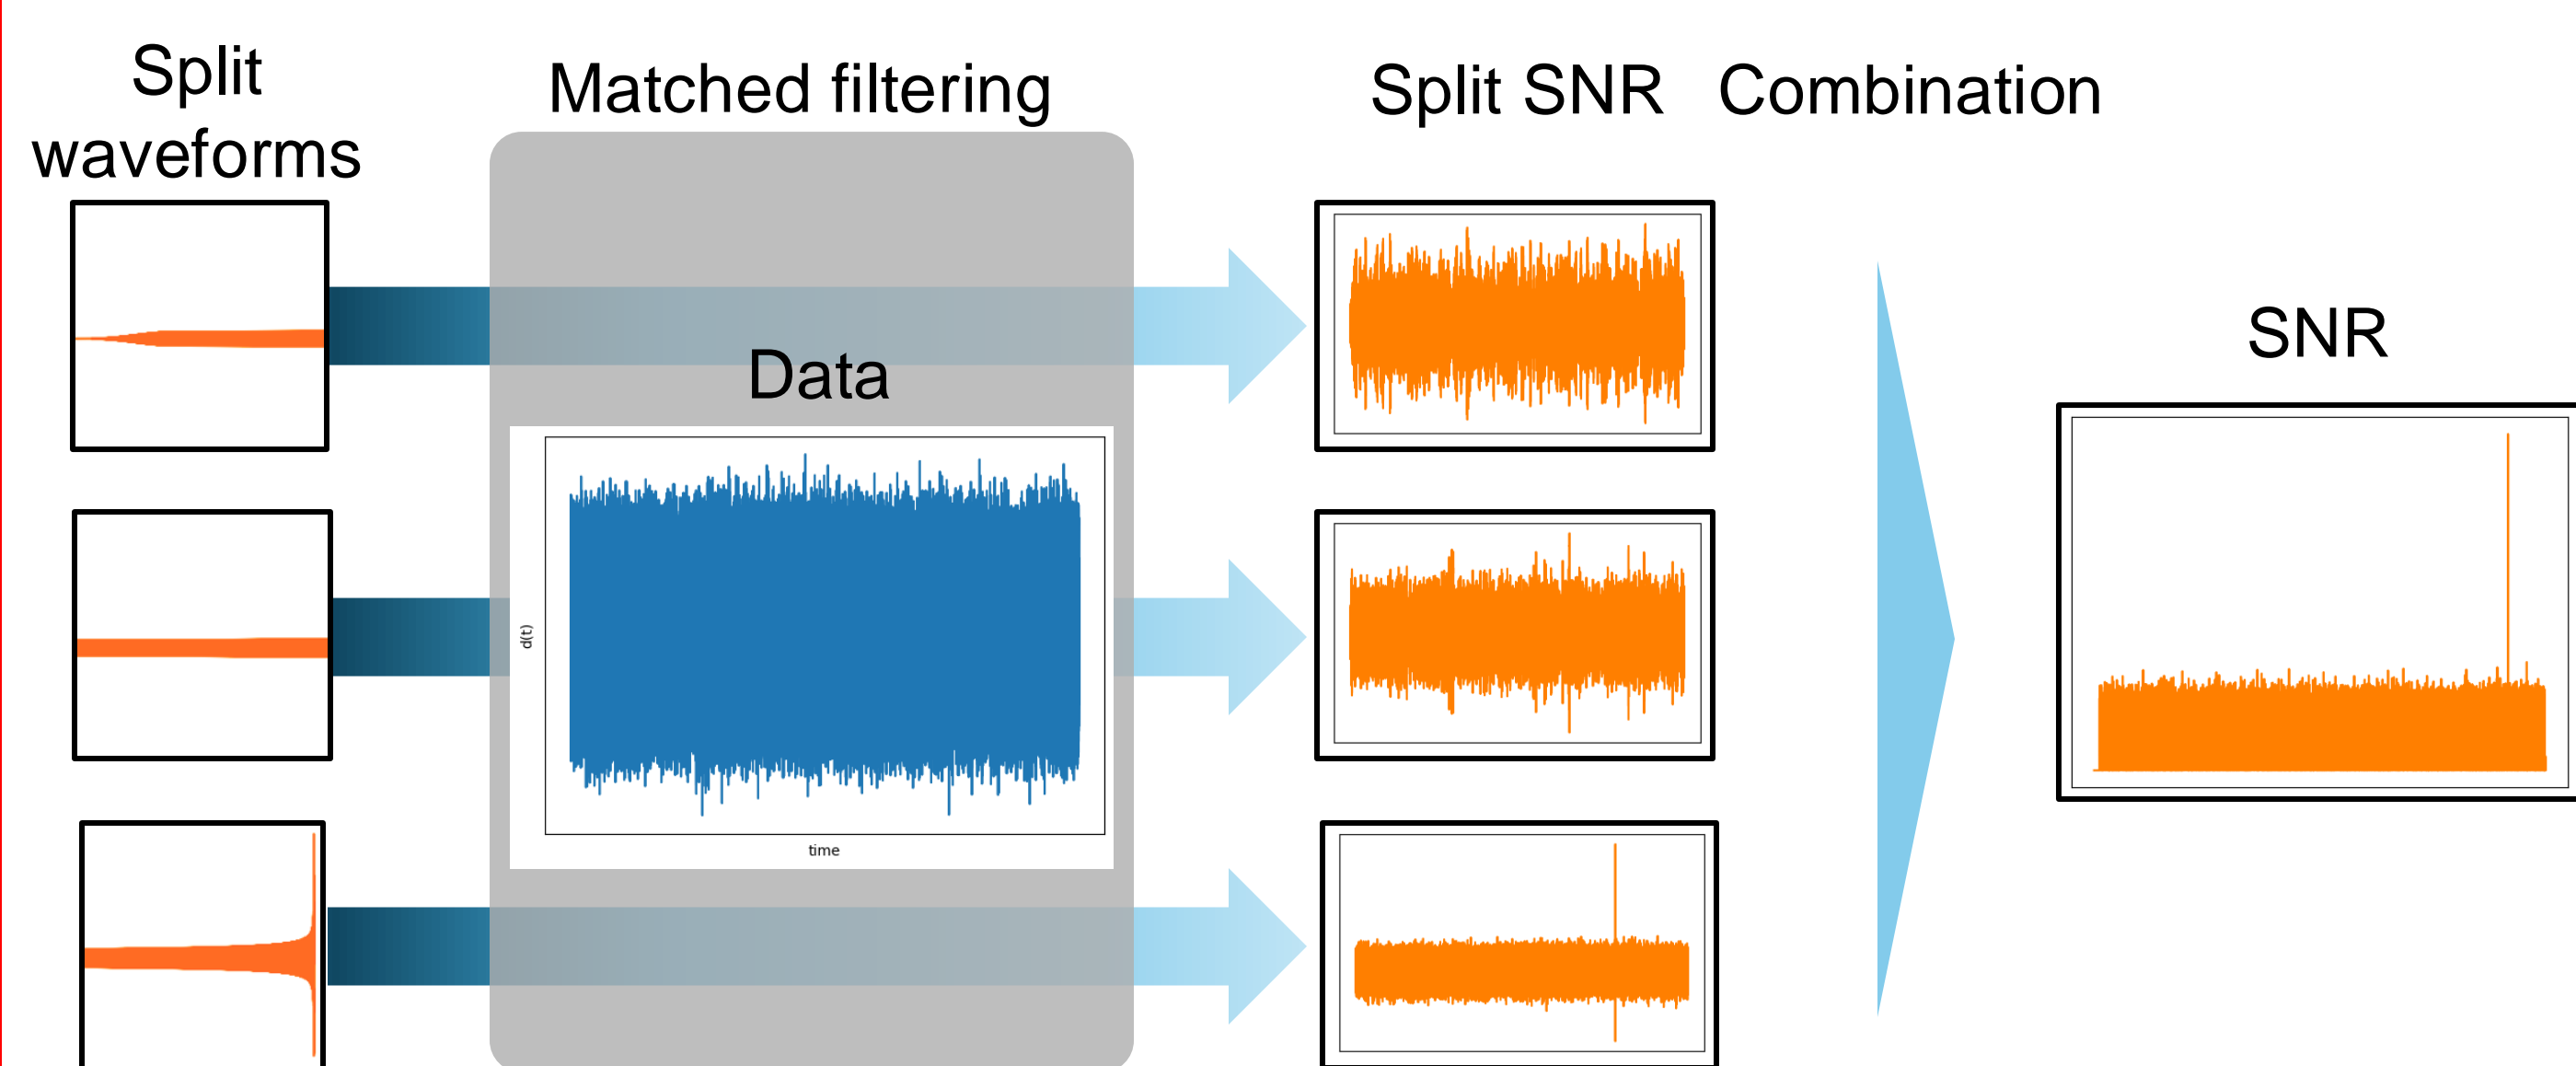 Split
waveforms
Matched filtering
Split SNR
Combination
Data
SNR
d(t)
time